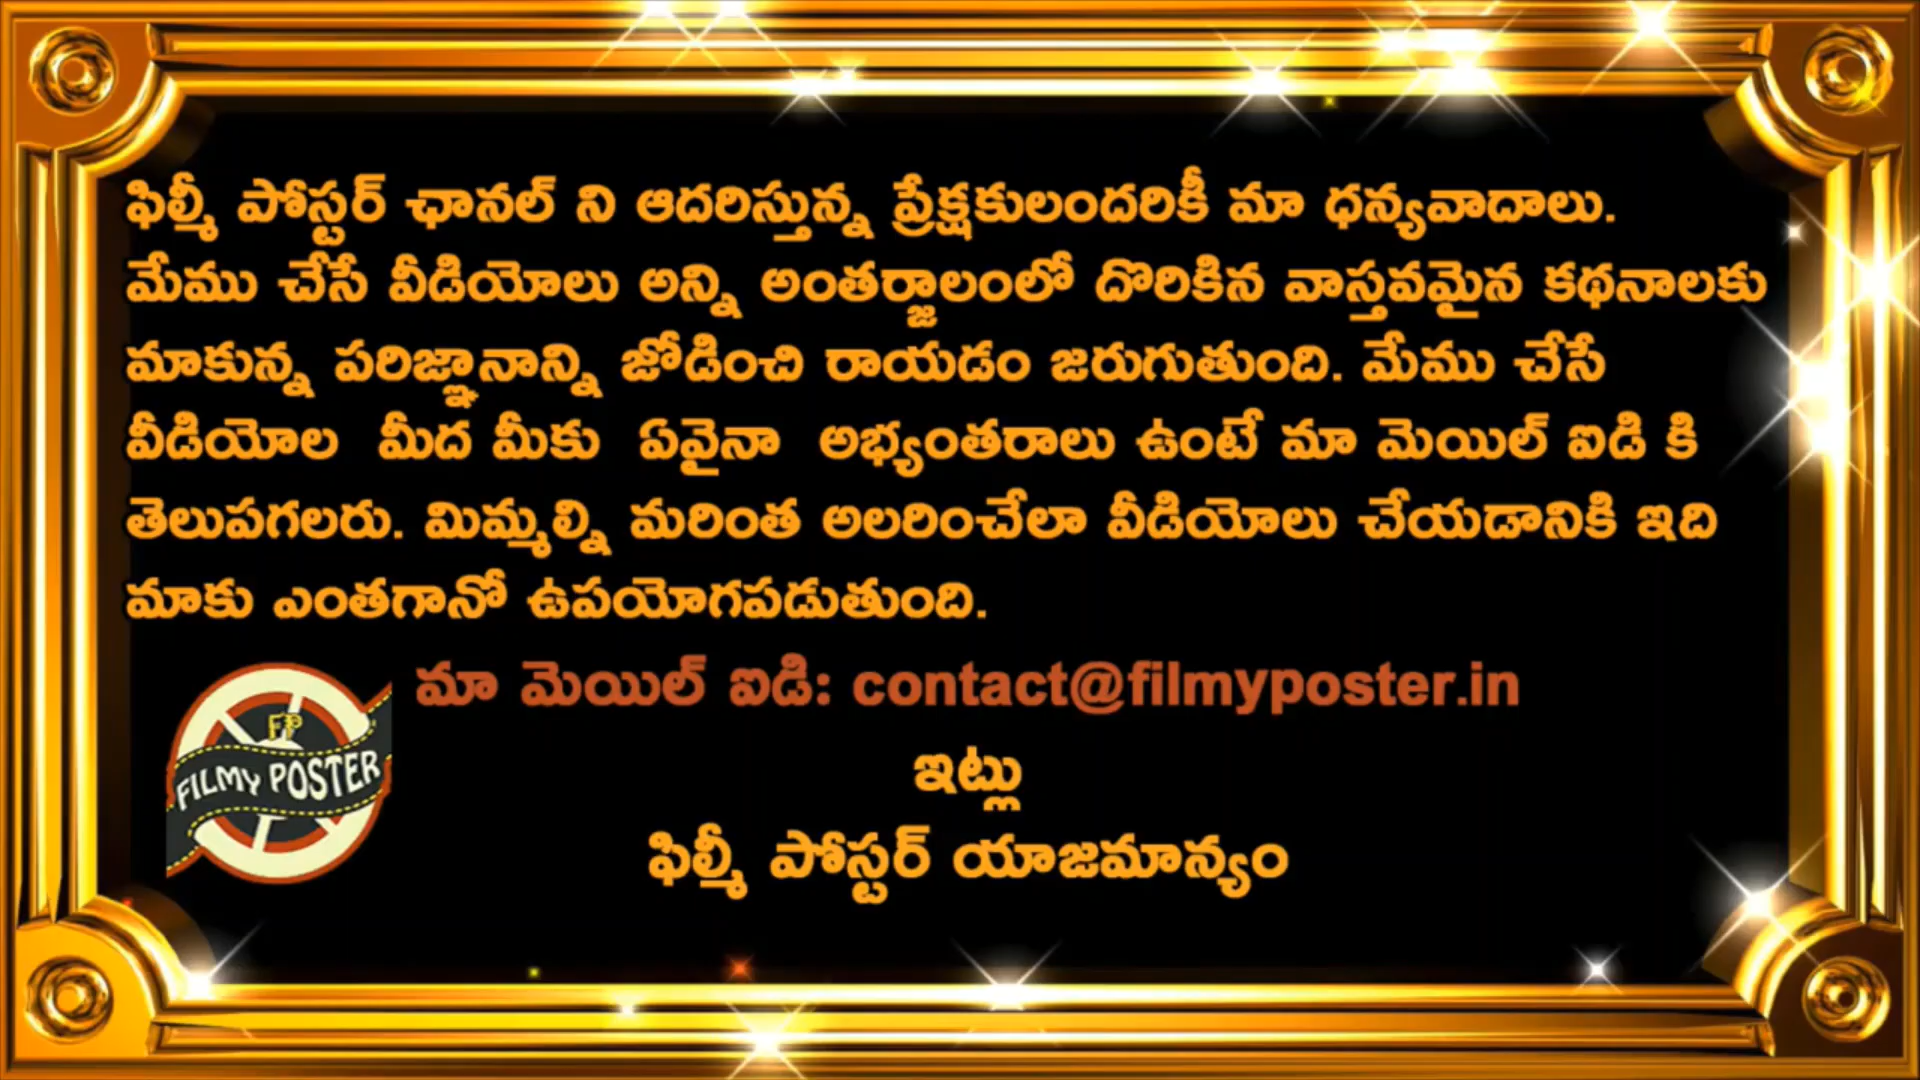 ఫిల్మీ పోస్టర్ ఛానల్ ని ఆదరిస్తున్న ప్రేక్షకులందరికీ మా ధన్యవాదాలు.
మేము చేసే వీడియోలు అన్ని అంతర్జాలంలో దొరికిన వాస్తవమైన కథనాలకు
మాకున్న పరిజ్ఞానాన్ని జోడించి రాయడం జరుగుతుంది. మేము చేసే
వీడియోల మీద మీకు ఏవైనా అభ్యంతరాలు ఉంటే మా మెయిల్ ఐడి కి
తెలుపగలరు. మిమ్మల్ని మరింత అలరించేలా వీడియోలు చేయడానికి ఇది
మాకు ఎంతగానో ఉపయోగపడుతుంది.
మా మెయిల్ ఐడి: contact@filmyposter.in
FP
FILMY POSTER
ఇట్లు
ఫిల్మీ పోస్టర్ యాజమాన్యం